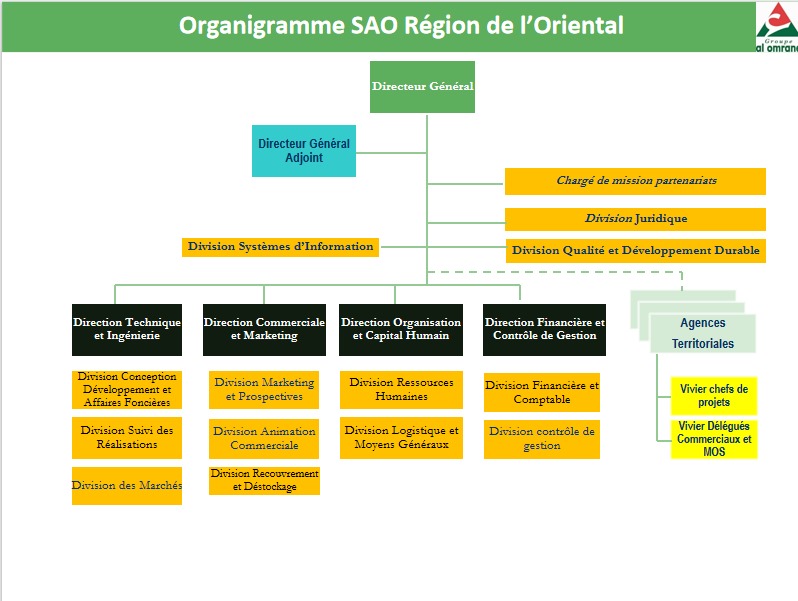 Organigramme SAO Région de l’Oriental
Groupe
al omrane
Directeur Général
Directeur Général
Adjoint
Chargé de mission partenariats
Division Juridique
Division Systèmes d’Information
Division Qualité et Développement Durable
Direction Technique
et Ingénierie
Direction Commerciale
et Marketing
Direction Organisation
et Capital Humain
Direction Financière et
Contrôle de Gestion
Agences
Territoriales
Division Conception
Développement et
Affaires Foncières
Division Marketing
et Prospectives
Division Ressources
Humaines
Division Financière et
Comptable
Vivier chefs de
projets
Division Suivi des
Réalisations
Division Animation
Commerciale
Division Logistique et
Moyens Généraux
Division contrôle de
gestion
Vivier Délégués
Commerciaux et
MOS
Division des Marchés
Division Recouvrement
et Déstockage